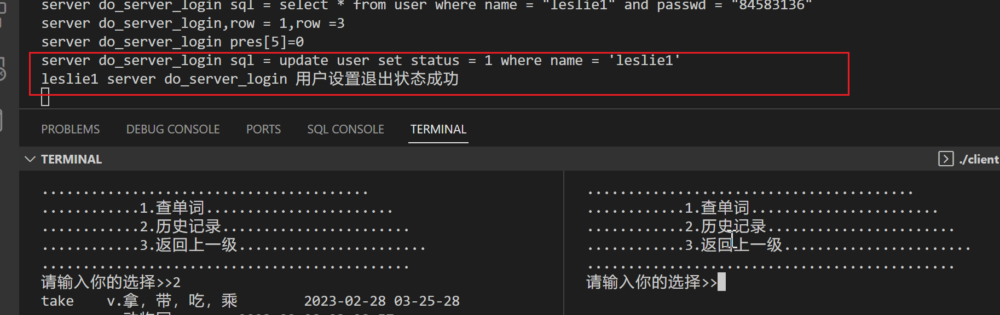 server do_server_login sql = select * from user where name = "leslie1" and passwd = "84583136"
server do_server_login,row = 1,row =3
server do_server_login pres[5]=0
server do_server_login sql = update user set status = 1 where name = 'leslie1'
leslie1 server do_server_login 用户设置退出状态成功
PROBLEMS DEBUG CONSOLE PORTS SQL CONSOLE TERMINAL
TERMINAL ./client
........................................
............1.查单词.......................
............2.历史记录.......................
............3.返回上一级.......................
.............................................
请输入你的选择>>2
take v.拿, 带, 吃, 乘 2023-02-28 03-25-28
........................................
............1.查单词.......................
............2.历史记录.......................
............3.返回上一级.......................
.............................................
请输入你的选择>>